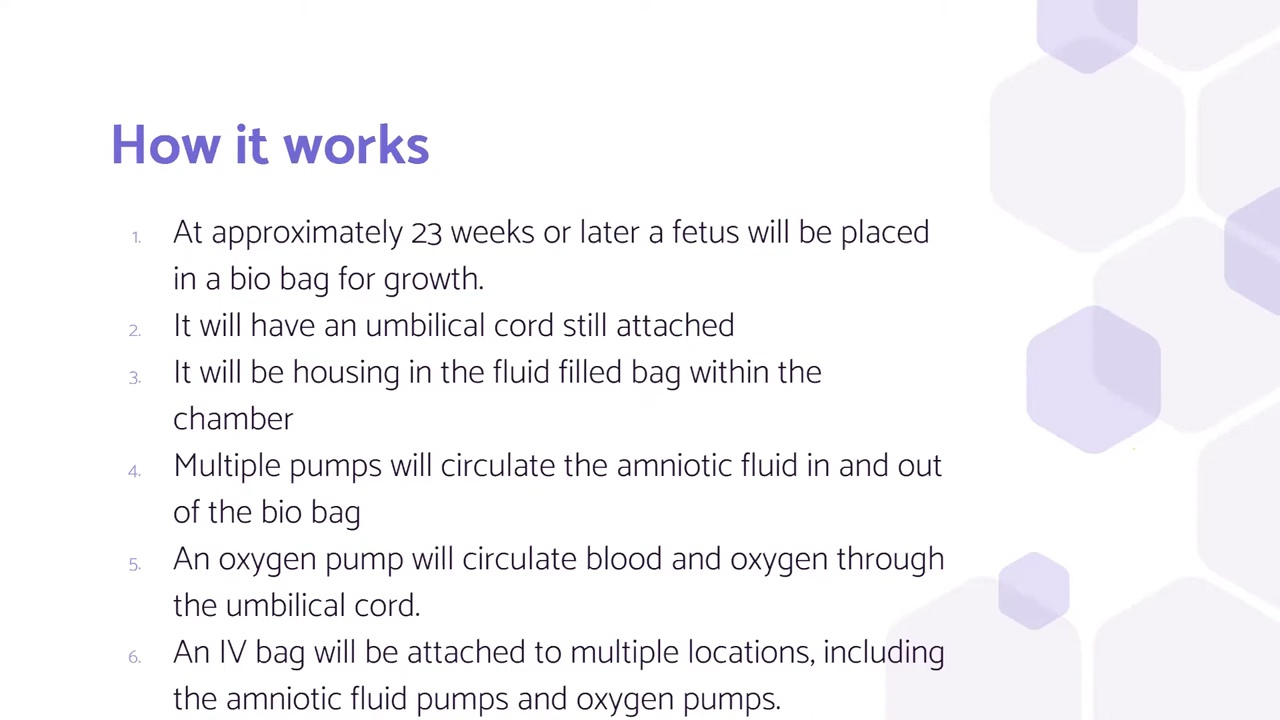 How it works
1. At approximately 23 weeks or later a fetus will be placed
in a bio bag for growth.
2. It will have an umbilical cord still attached
3. It will be housing in the fluid filled bag within the
chamber
4. Multiple pumps will circulate the amniotic fluid in and out
of the bio bag
5. An oxygen pump will circulate blood and oxygen through
the umbilical cord.
6. An IV bag will be attached to multiple locations, including
the amniotic fluid pumps and oxygen pumps.